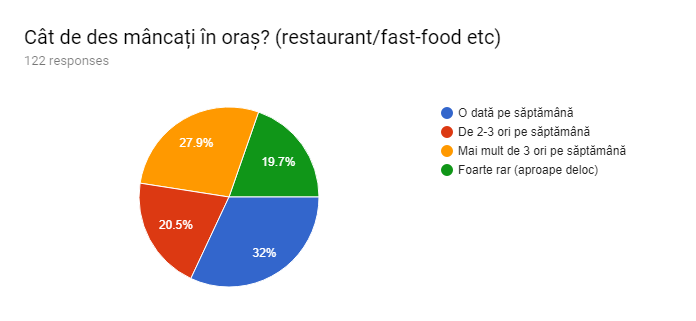 Cât de des mâncați în oraș? (restaurant/fast-food etc)
122 responses
27.9%
19.7%
20.5%
32%
O dată pe săptămână
De 2-3 ori pe săptămână
Mai mult de 3 ori pe săptămână
Foarte rar (aproape deloc)